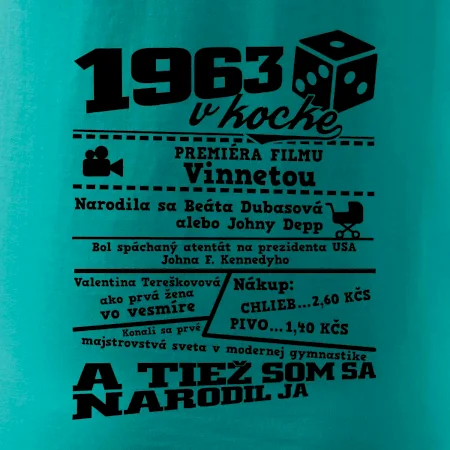 1963
v kocke
PREMIÉRA FILMU
Vinnetou
Narodila sa Beáta Dubasová
alebo Johny Depp
Bol spáchaný atentát na prezidenta USA
Johna F. Kennedyho
Valentina Tereškovová
ako prvá žena
vo vesmíre
Nákup:
CHLIEB...2,60 KČS
PIVO...1,40 KČS
Konali sa prvé
majstrovstvá sveta v modernej gymnastike
A TIEŽ SOM SA
NARODIL JA